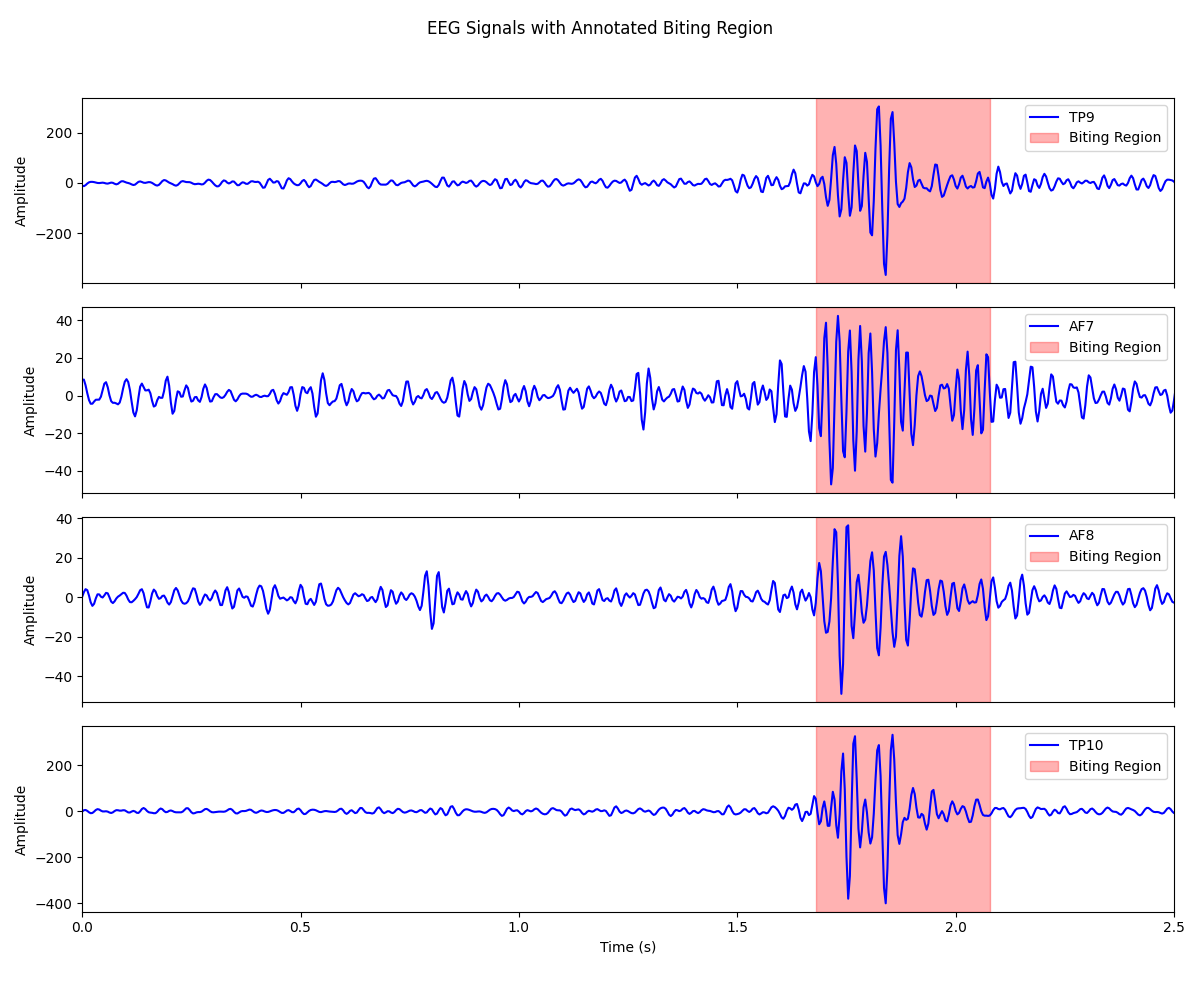 EEG Signals with Annotated Biting Region
TP9
Biting Region
200
0
−200
Amplitude
AF7
Biting Region
40
20
0
−20
−40
Amplitude
AF8
Biting Region
40
20
0
−20
−40
Amplitude
TP10
Biting Region
200
0
−200
−400
Amplitude
0.0 0.5 1.0 1.5 2.0 2.5
Time (s)